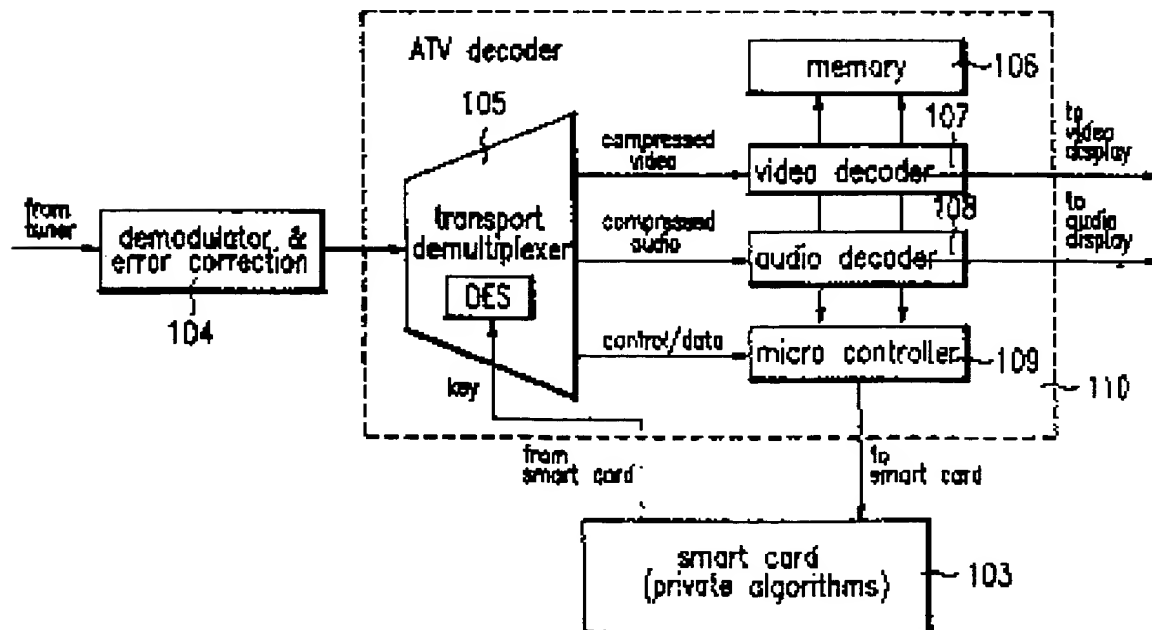 ATV decoder
memory
106
105
107
to
video
display
compressed
video
video decoder
from
tuner
demodulator &
error correction
104
transport
demultiplexer
DES
compressed
audio
108
audio decoder
to
audio
display
control/data
micro controller
109
key
110
from
smart card
to
smart card
smart card
(private algorithms)
103